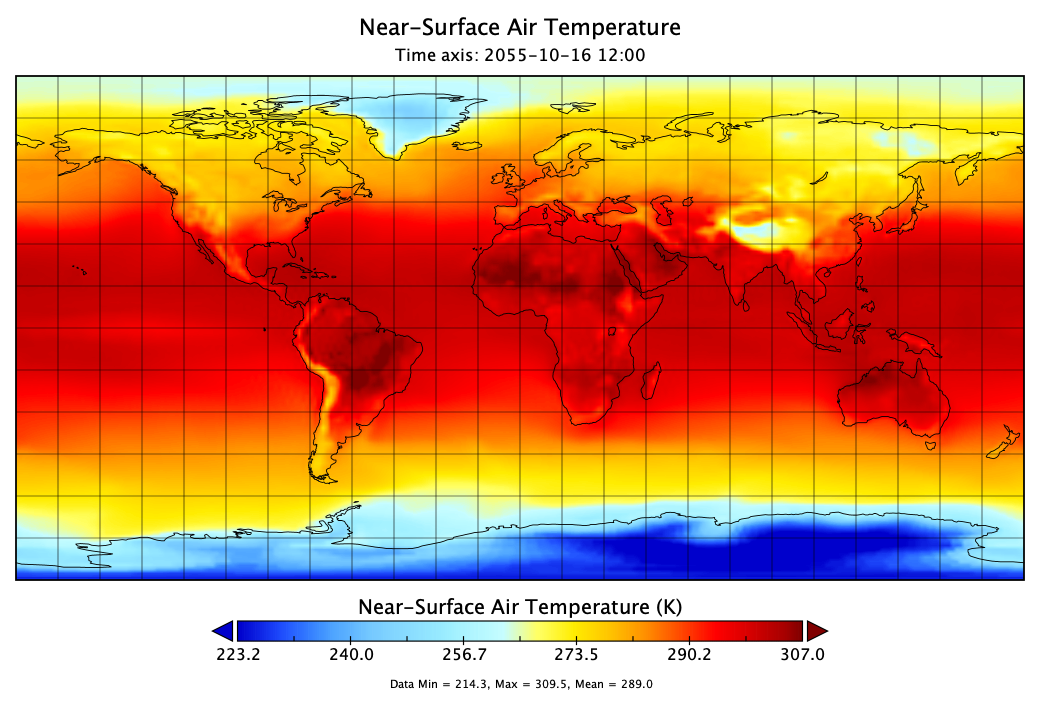 Near-Surface Air Temperature
Time axis: 2055-10-16 12:00
Near-Surface Air Temperature (K)
223.2 240.0 256.7 273.5 290.2 307.0
Data Min = 214.3, Max = 309.5, Mean = 289.0